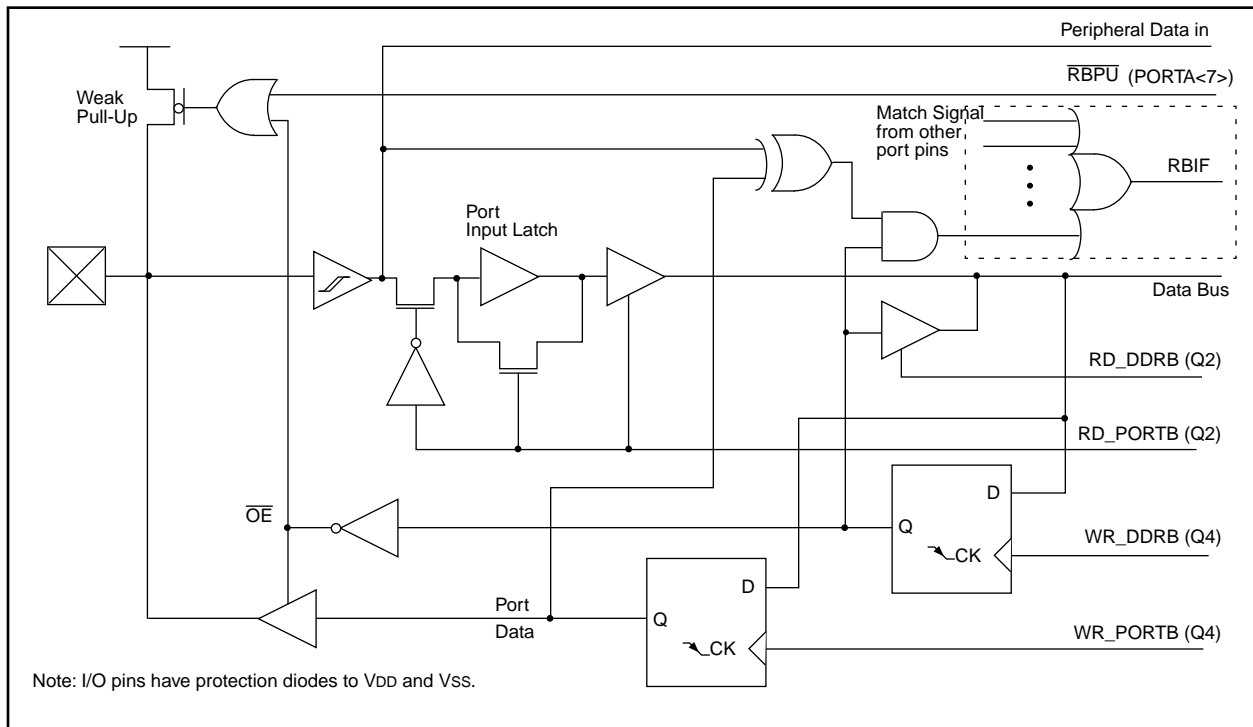 Peripheral Data in
RBPU (PORTA<7>)
Weak
Pull-Up
Match Signal
from other
port pins
RBIF
Port
Input Latch
Data Bus
RD_DDRB (Q2)
RD_PORTB (Q2)
OE
D
Q
CK
WR_DDRB (Q4)
Port
Data
D
Q
CK
WR_PORTB (Q4)
Note: I/O pins have protection diodes to VDD and VSS.